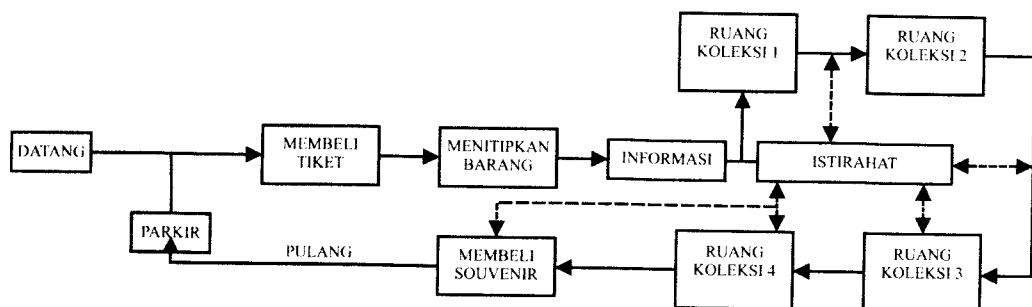 RUANG
KOLEKSI 1
RUANG
KOLEKSI 2
DATANG
MEMBELI
TIKET
MENITIPKAN
BARANG
INFORMASI
ISTIRAHAT
PARKIR
PULANG
MEMBELI
SOUVENIR
RUANG
KOLEKSI 4
RUANG
KOLEKSI 3